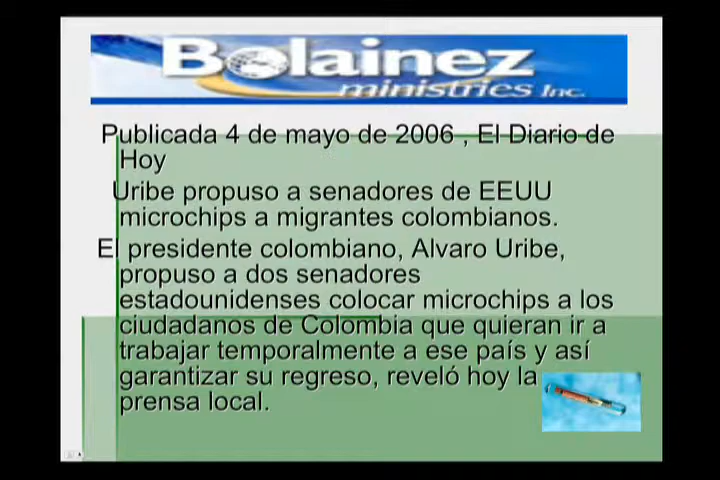 Bolainez
ministries Inc.
Publicada 4 de mayo de 2006 , El Diario de
Hoy
Uribe propuso a senadores de EEUU
microchips a migrantes colombianos.
El presidente colombiano, Alvaro Uribe,
propuso a dos senadores
estadounidenses colocar microchips a los
ciudadanos de Colombia que quieran ir a
trabajar temporalmente a ese país y así
garantizar su regreso, reveló hoy la
prensa local.